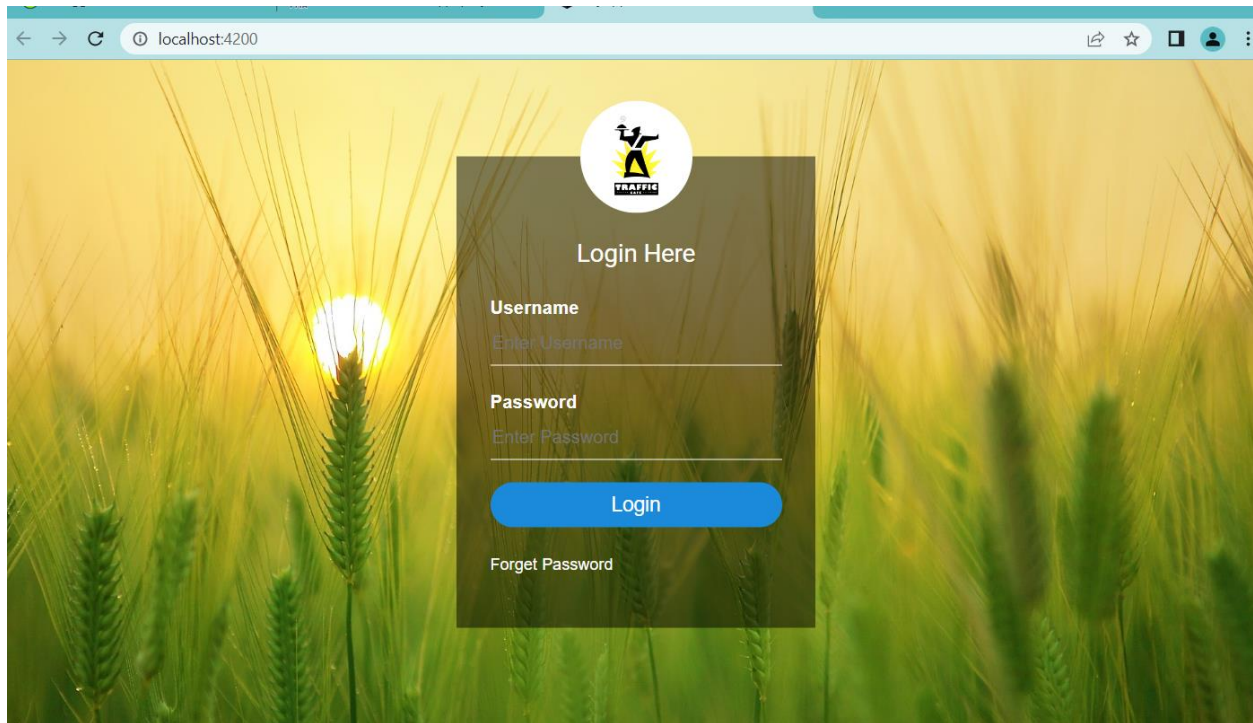 localhost:4200
TRAFFIC
Login Here
Username
Enter Username
Password
Enter Password
Login
Forget Password